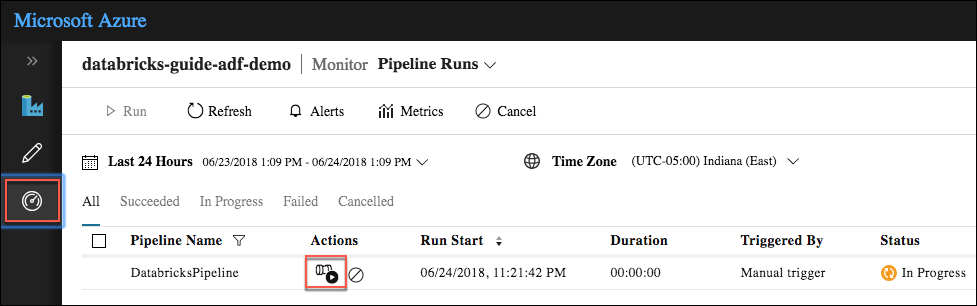 Microsoft Azure
databricks-guide-adf-demo Monitor Pipeline Runs
Run Refresh Alerts Metrics Cancel
Last 24 Hours 06/23/2018 1:09 PM - 06/24/2018 1:09 PM Time Zone (UTC-05:00) Indiana (East)
All Succeeded In Progress Failed Cancelled
Pipeline Name Actions Run Start Duration Triggered By Status
DatabricksPipeline 06/24/2018, 11:21:42 PM 00:00:00 Manual trigger In Progress